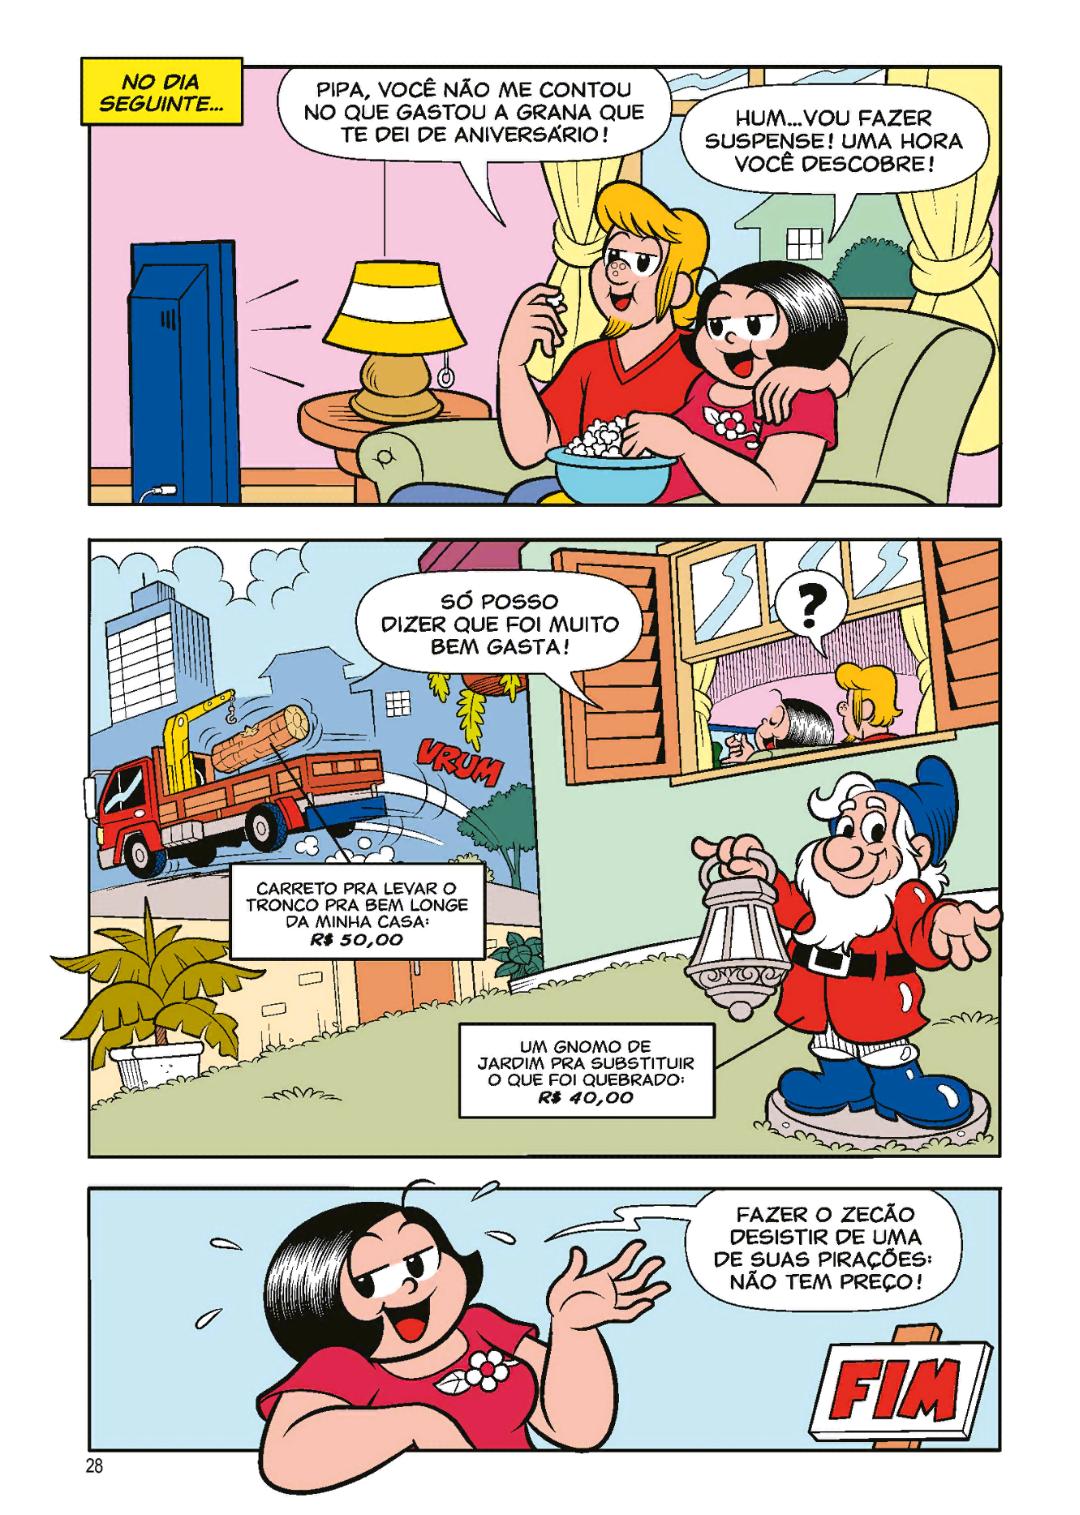 NO DIA
SEGUINTE...
PIPA, VOCÊ NÃO ME CONTOU
NO QUE GASTOU A GRANA QUE
TE DEI DE ANIVERSÁRIO!
HUM...VOU FAZER
SUSPENSE! UMA HORA
VOCÊ DESCOBRE!
SÓ POSSO
DIZER QUE FOI MUITO
BEM GASTA!
?
VRUM
CARRETO PRA LEVAR O
TRONCO PRA BEM LONGE
DA MINHA CASA:
R$ 50,00
UM GNOMO DE
JARDIM PRA SUBSTITUIR
O QUE FOI QUEBRADO:
R$ 40,00
FAZER O ZECÃO
DESISTIR DE UMA
DE SUAS PIRAÇÕES:
NÃO TEM PREÇO!
FIM
28